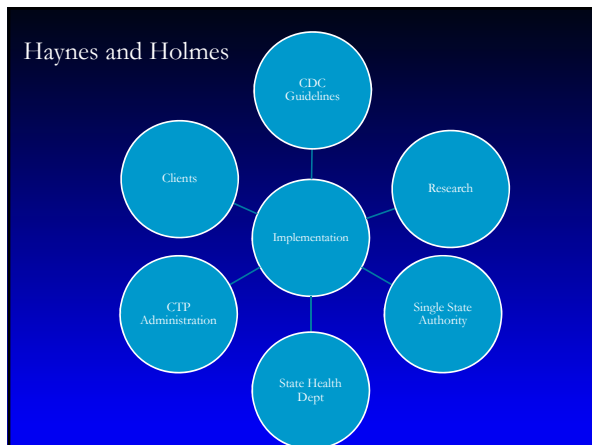 Haynes and Holmes
CDC
Guidelines
Clients
Research
Implementation
CTP
Administration
Single State
Authority
State Health
Dept